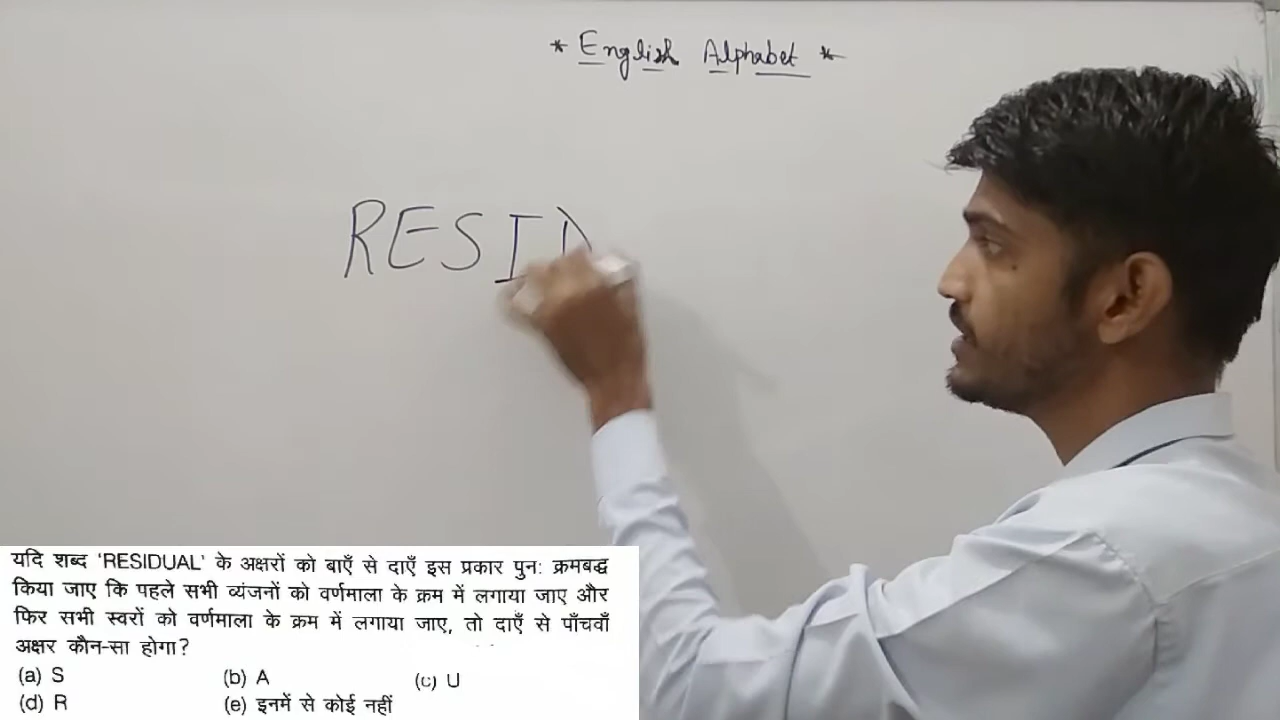 * English Alphabet *
RESID
यदि शब्द 'RESIDUAL' के अक्षरों को बाएँ से दाएँ इस प्रकार पुन: क्रमबद्ध
किया जाए कि पहले सभी व्यंजनों को वर्णमाला के क्रम में लगाया जाए और
फिर सभी स्वरों को वर्णमाला के क्रम में लगाया जाए, तो दाएँ से पाँचवाँ
अक्षर कौन-सा होगा?
(a) S (b) A (c) U
(d) R (e) इनमें से कोई नहीं